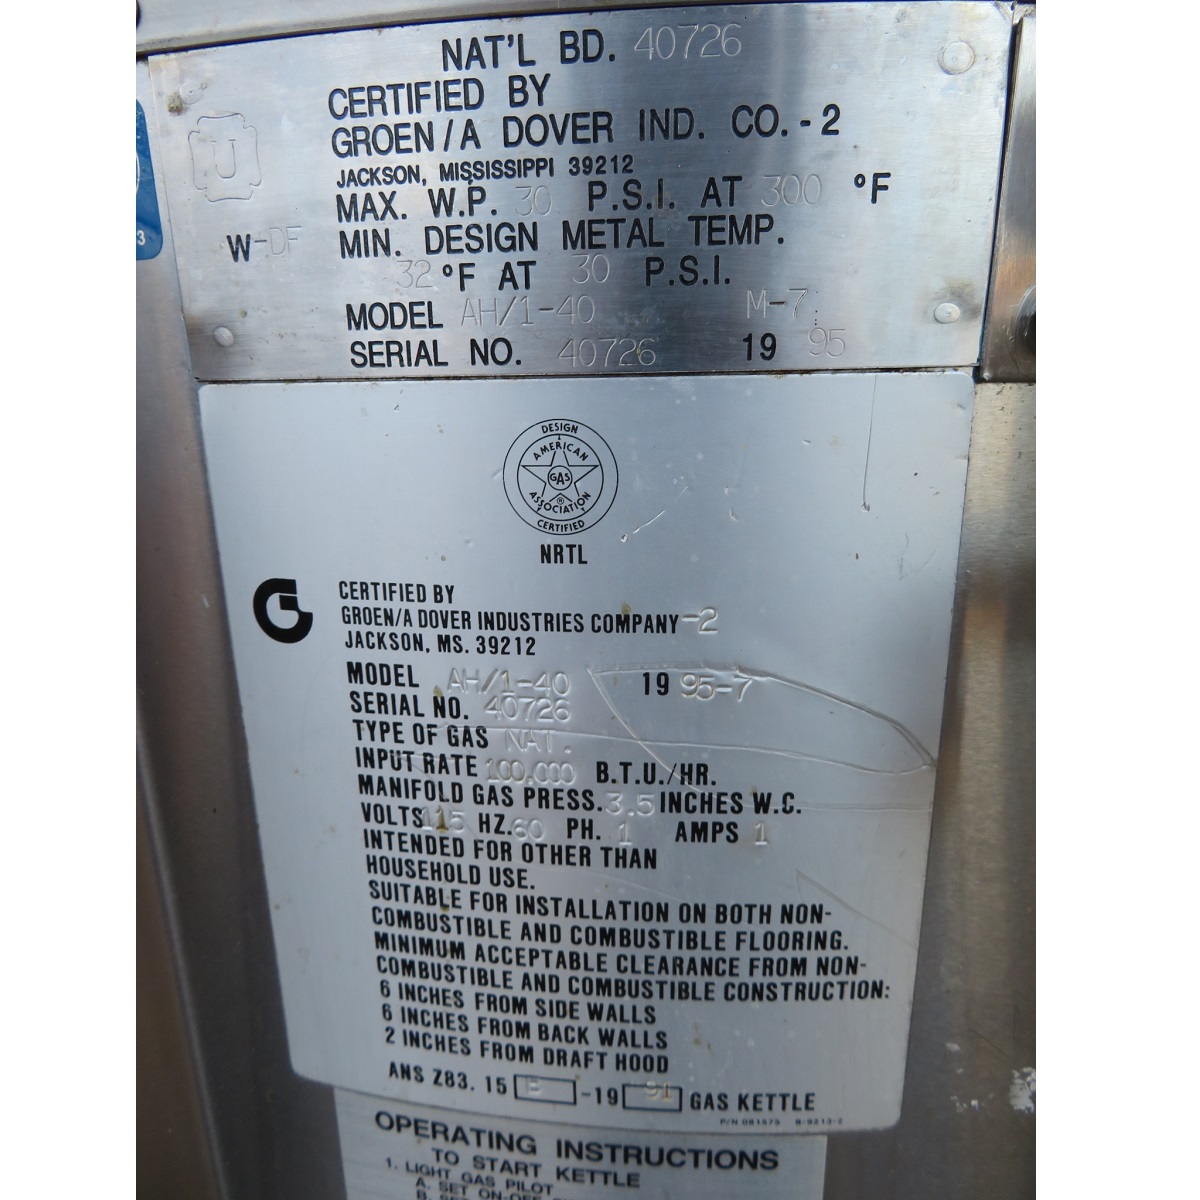 NAT'L BD. 40726
CERTIFIED BY
GROEN/A DOVER IND. CO.-2
JACKSON, MISSISSIPPI 39212
MAX. W.P. 30 P.S.I. AT 300 °F
U
W-DF
MIN. DESIGN METAL TEMP.
32 °F AT 30 P.S.I.
MODEL AH/1-40 M-7
SERIAL NO. 40726 19 95
3
DESIGN
AMERICAN
GAS
ASSOCIATION
®
CERTIFIED
NRTL
G
CERTIFIED BY
GROEN/A DOVER INDUSTRIES COMPANY -2
JACKSON, MS. 39212
MODEL AH/1-40 19 95-7
SERIAL NO. 40726
TYPE OF GAS NAT.
INPUT RATE 100,000 B.T.U./HR.
MANIFOLD GAS PRESS. 3.5 INCHES W.C.
VOLTS 115 HZ. 60 PH. 1 AMPS 1
INTENDED FOR OTHER THAN
HOUSEHOLD USE.
SUITABLE FOR INSTALLATION ON BOTH NON-
COMBUSTIBLE AND COMBUSTIBLE FLOORING.
MINIMUM ACCEPTABLE CLEARANCE FROM NON-
COMBUSTIBLE AND COMBUSTIBLE CONSTRUCTION:
6 INCHES FROM SIDE WALLS
6 INCHES FROM BACK WALLS
2 INCHES FROM DRAFT HOOD
ANS Z83. 15 -19 91 GAS KETTLE
P/N 081575
OPERATING INSTRUCTIONS
TO START KETTLE
1. LIGHT GAS PILOT
A. SET ON-OFF
B. SET